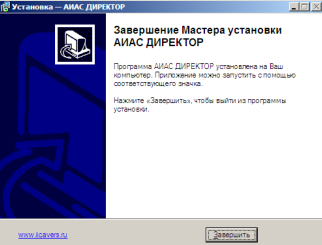 Установка — АИАС ДИРЕКТОР
Завершение Мастера установки
АИАС ДИРЕКТОР
Программа АИАС ДИРЕКТОР установлена на Ваш
компьютер. Приложение можно запустить с помощью
соответствующего значка.
Нажмите «Завершить», чтобы выйти из программы
установки.
www.iicavers.ru
Завершить